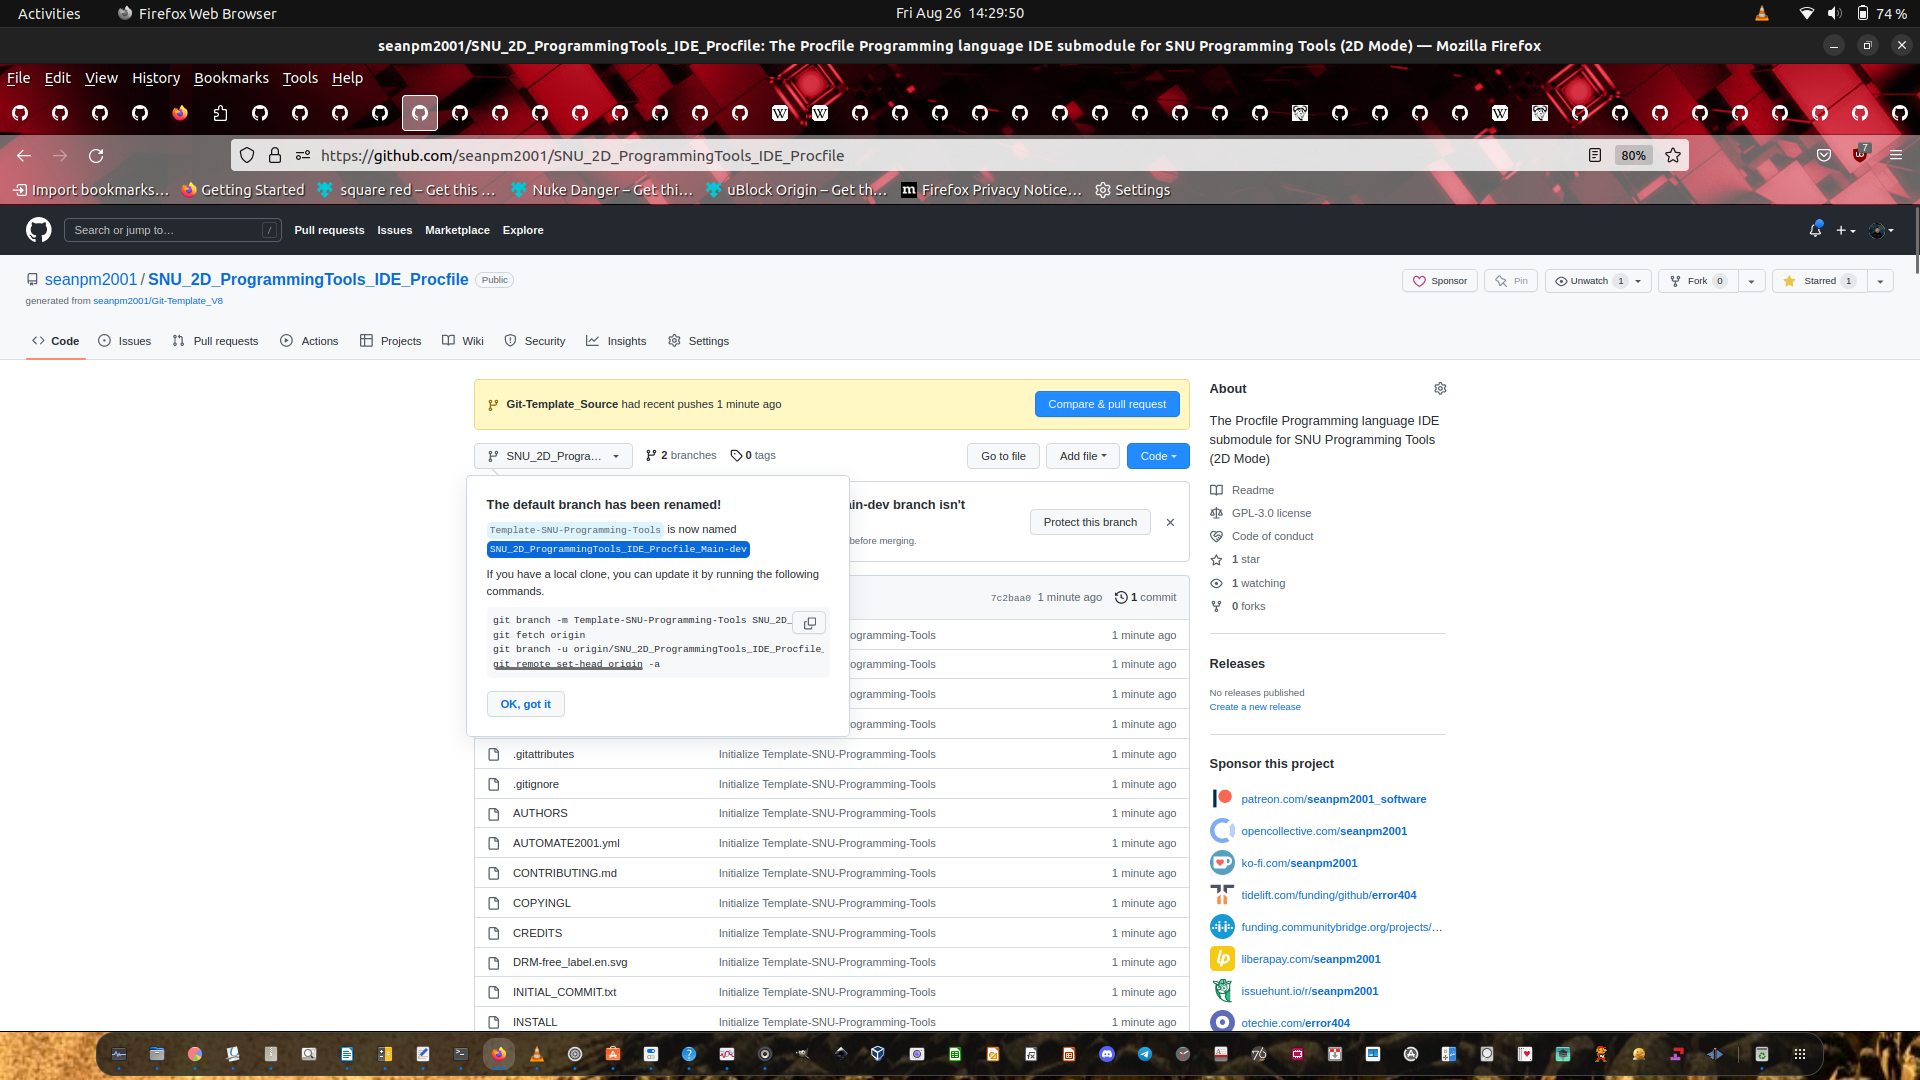 Activities
Firefox Web Browser
Fri Aug 26 14:29:50
74 %
seanpm2001/SNU_2D_ProgrammingTools_IDE_Procfile: The Procfile Programming language IDE submodule for SNU Programming Tools (2D Mode) — Mozilla Firefox
File Edit View History Bookmarks Tools Help
https://github.com/seanpm2001/SNU_2D_ProgrammingTools_IDE_Procfile
80%
7
Import bookmarks…
Getting Started
square red – Get this …
Nuke Danger – Get thi…
uBlock Origin – Get th…
Firefox Privacy Notice…
Settings
Search or jump to…
/
Pull requests
Issues
Marketplace
Explore
seanpm2001 / SNU_2D_ProgrammingTools_IDE_Procfile
Public
generated from seanpm2001/Git-Template_V8
Sponsor
Pin
Unwatch 1
Fork 0
Starred 1
Code
Issues
Pull requests
Actions
Projects
Wiki
Security
Insights
Settings
Git-Template_Source had recent pushes 1 minute ago
Compare & pull request
SNU_2D_Progra…
2 branches
0 tags
Go to file
Add file
Code
ain-dev branch isn't
before merging.
Protect this branch
The default branch has been renamed!
Template-SNU-Programming-Tools is now named
SNU_2D_ProgrammingTools_IDE_Procfile_Main-dev
If you have a local clone, you can update it by running the following
commands.
git branch -m Template-SNU-Programming-Tools SNU_2D_
git fetch origin
git branch -u origin/SNU_2D_ProgrammingTools_IDE_Procfile_
git remote set-head origin -a
OK, got it
7c2baa0 1 minute ago
1 commit
ogramming-Tools 1 minute ago
ogramming-Tools 1 minute ago
ogramming-Tools 1 minute ago
ogramming-Tools 1 minute ago
.gitattributes Initialize Template-SNU-Programming-Tools 1 minute ago
.gitignore Initialize Template-SNU-Programming-Tools 1 minute ago
AUTHORS Initialize Template-SNU-Programming-Tools 1 minute ago
AUTOMATE2001.yml Initialize Template-SNU-Programming-Tools 1 minute ago
CONTRIBUTING.md Initialize Template-SNU-Programming-Tools 1 minute ago
COPYINGL Initialize Template-SNU-Programming-Tools 1 minute ago
CREDITS Initialize Template-SNU-Programming-Tools 1 minute ago
DRM-free_label.en.svg Initialize Template-SNU-Programming-Tools 1 minute ago
INITIAL_COMMIT.txt Initialize Template-SNU-Programming-Tools 1 minute ago
INSTALL Initialize Template-SNU-Programming-Tools 1 minute ago
About
The Procfile Programming language IDE
submodule for SNU Programming Tools
(2D Mode)
Readme
GPL-3.0 license
Code of conduct
1 star
1 watching
0 forks
Releases
No releases published
Create a new release
Sponsor this project
patreon.com/seanpm2001_software
opencollective.com/seanpm2001
ko-fi.com/seanpm2001
tidelift.com/funding/github/error404
funding.communitybridge.org/projects/…
liberapay.com/seanpm2001
issuehunt.io/r/seanpm2001
otechie.com/error404